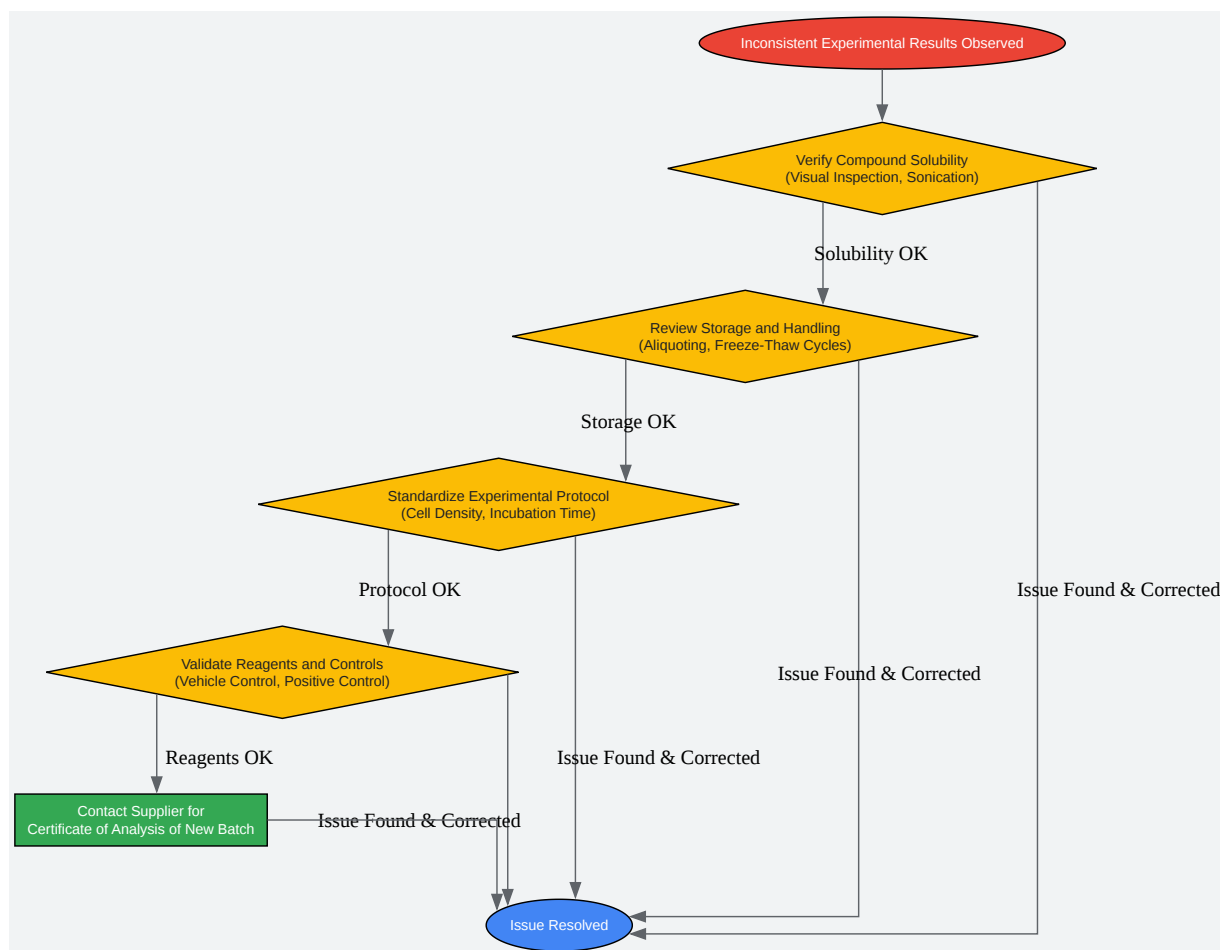 Inconsistent Experimental Results Observed
Verify Compound Solubility
(Visual Inspection, Sonication)
Solubility OK
Review Storage and Handling
(Aliquoting, Freeze-Thaw Cycles)
Storage OK
Standardize Experimental Protocol
(Cell Density, Incubation Time)
Protocol OK
Issue Found & Corrected
Validate Reagents and Controls
(Vehicle Control, Positive Control)
Issue Found & Corrected
Reagents OK
Issue Found & Corrected
Contact Supplier for
Certificate of Analysis of New Batch
Issue Found & Corrected
Issue Resolved